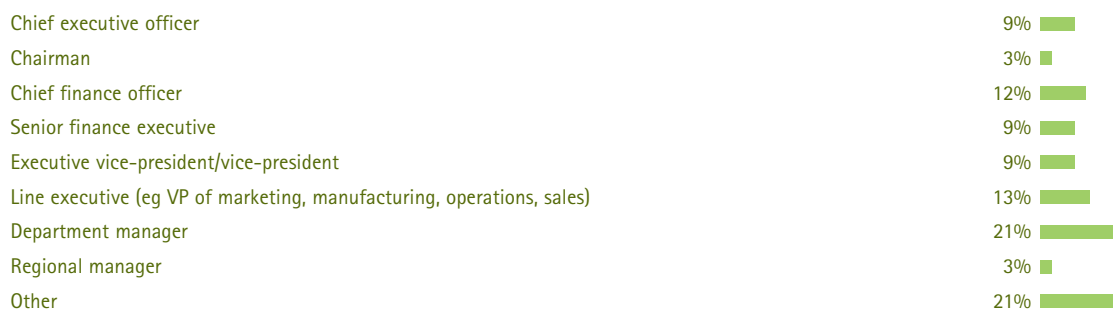 Chief executive officer 9%
Chairman 3%
Chief finance officer 12%
Senior finance executive 9%
Executive vice-president/vice-president 9%
Line executive (eg VP of marketing, manufacturing, operations, sales) 13%
Department manager 21%
Regional manager 3%
Other 21%